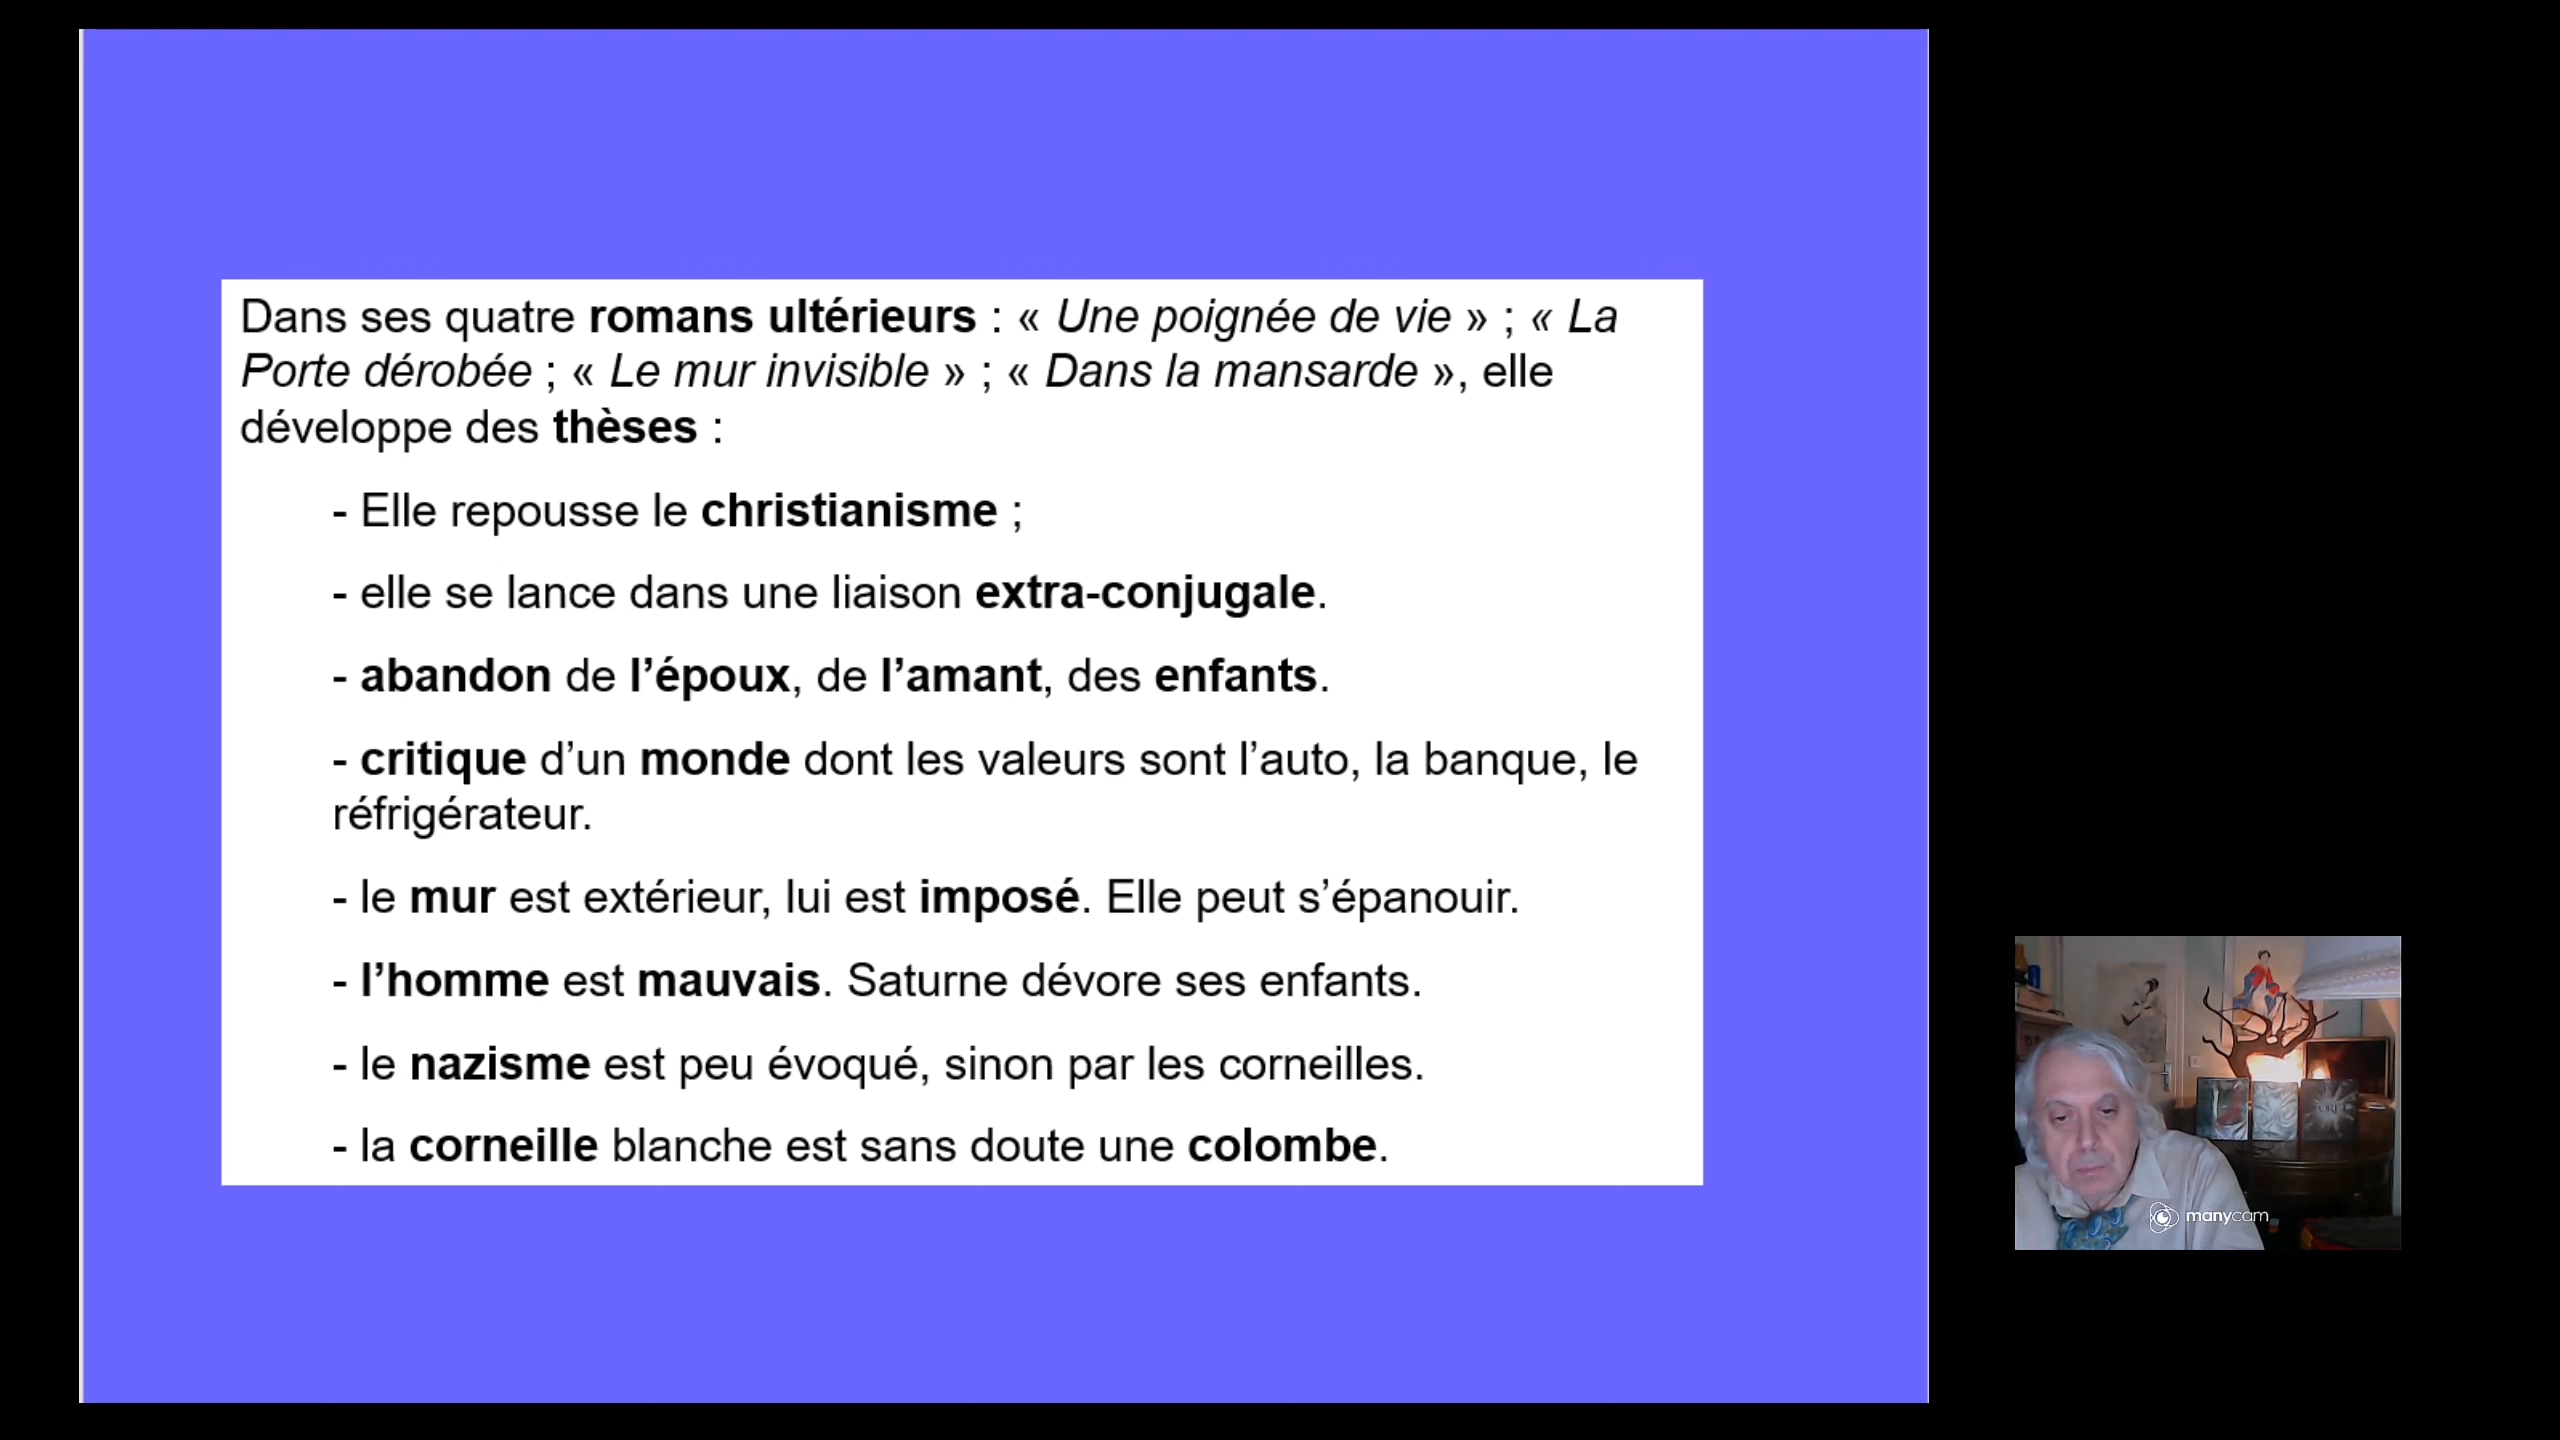 Dans ses quatre romans ultérieurs : « Une poignée de vie » ; « La
Porte dérobée ; « Le mur invisible » ; « Dans la mansarde », elle
développe des thèses :
- Elle repousse le christianisme ;
- elle se lance dans une liaison extra-conjugale.
- abandon de l’époux, de l’amant, des enfants.
- critique d’un monde dont les valeurs sont l’auto, la banque, le
réfrigérateur.
- le mur est extérieur, lui est imposé. Elle peut s’épanouir.
- l’homme est mauvais. Saturne dévore ses enfants.
- le nazisme est peu évoqué, sinon par les corneilles.
- la corneille blanche est sans doute une colombe.
manycam